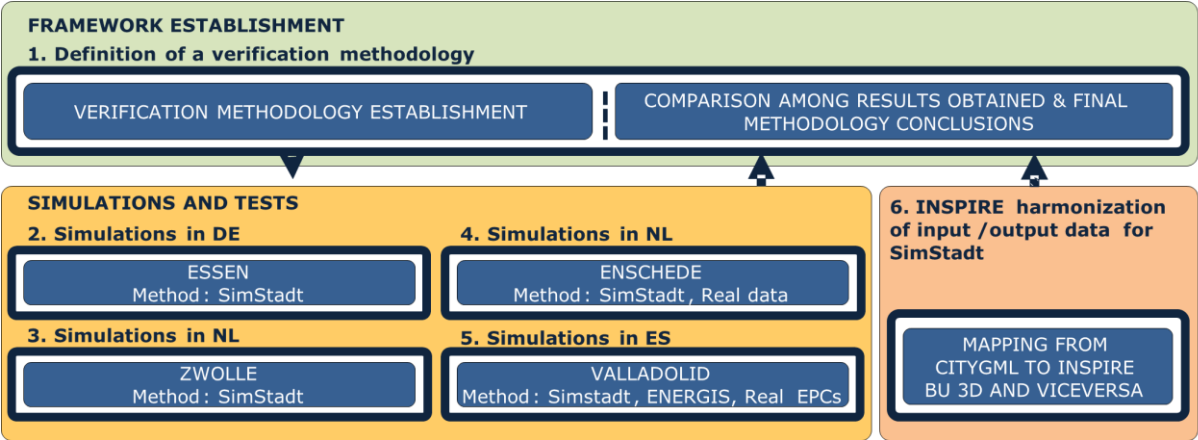 FRAMEWORK ESTABLISHMENT
1. Definition of a verification methodology
VERIFICATION METHODOLOGY ESTABLISHMENT
COMPARISON AMONG RESULTS OBTAINED & FINAL
METHODOLOGY CONCLUSIONS
SIMULATIONS AND TESTS
2. Simulations in DE
ESSEN
Method: SimStadt
3. Simulations in NL
ZWOLLE
Method: SimStadt
4. Simulations in NL
ENSCHEDE
Method: SimStadt, Real data
5. Simulations in ES
VALLADOLID
Method: Simstadt, ENERGIS, Real EPCs
6. INSPIRE harmonization
of input /output data for
SimStadt
MAPPING FROM
CITYGML TO INSPIRE
BU 3D AND VICEVERSA